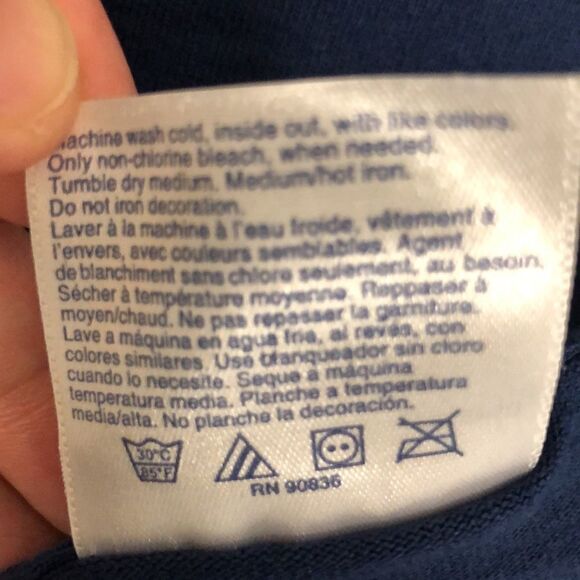 Machine wash cold, inside out, with like colors.
Only non-chlorine bleach, when needed.
Tumble dry medium. Medium/hot iron.
Do not iron decoration.
Laver à la machine à l'eau froide, vêtement à
l'envers, avec couleurs semblables. Agent
de blanchiment sans chlore seulement, au besoin.
Sécher à température moyenne. Reppaser à
moyen/chaud. Ne pas repasser la garniture.
Lave a máquina en agua fria, al revés, con
colores similares. Use blanqueador sin cloro
cuando lo necesite. Seque a máquina
temperatura media. Planche a temperatura
media/alta. No planche la decoración.
30°C
85°F
RN 90836